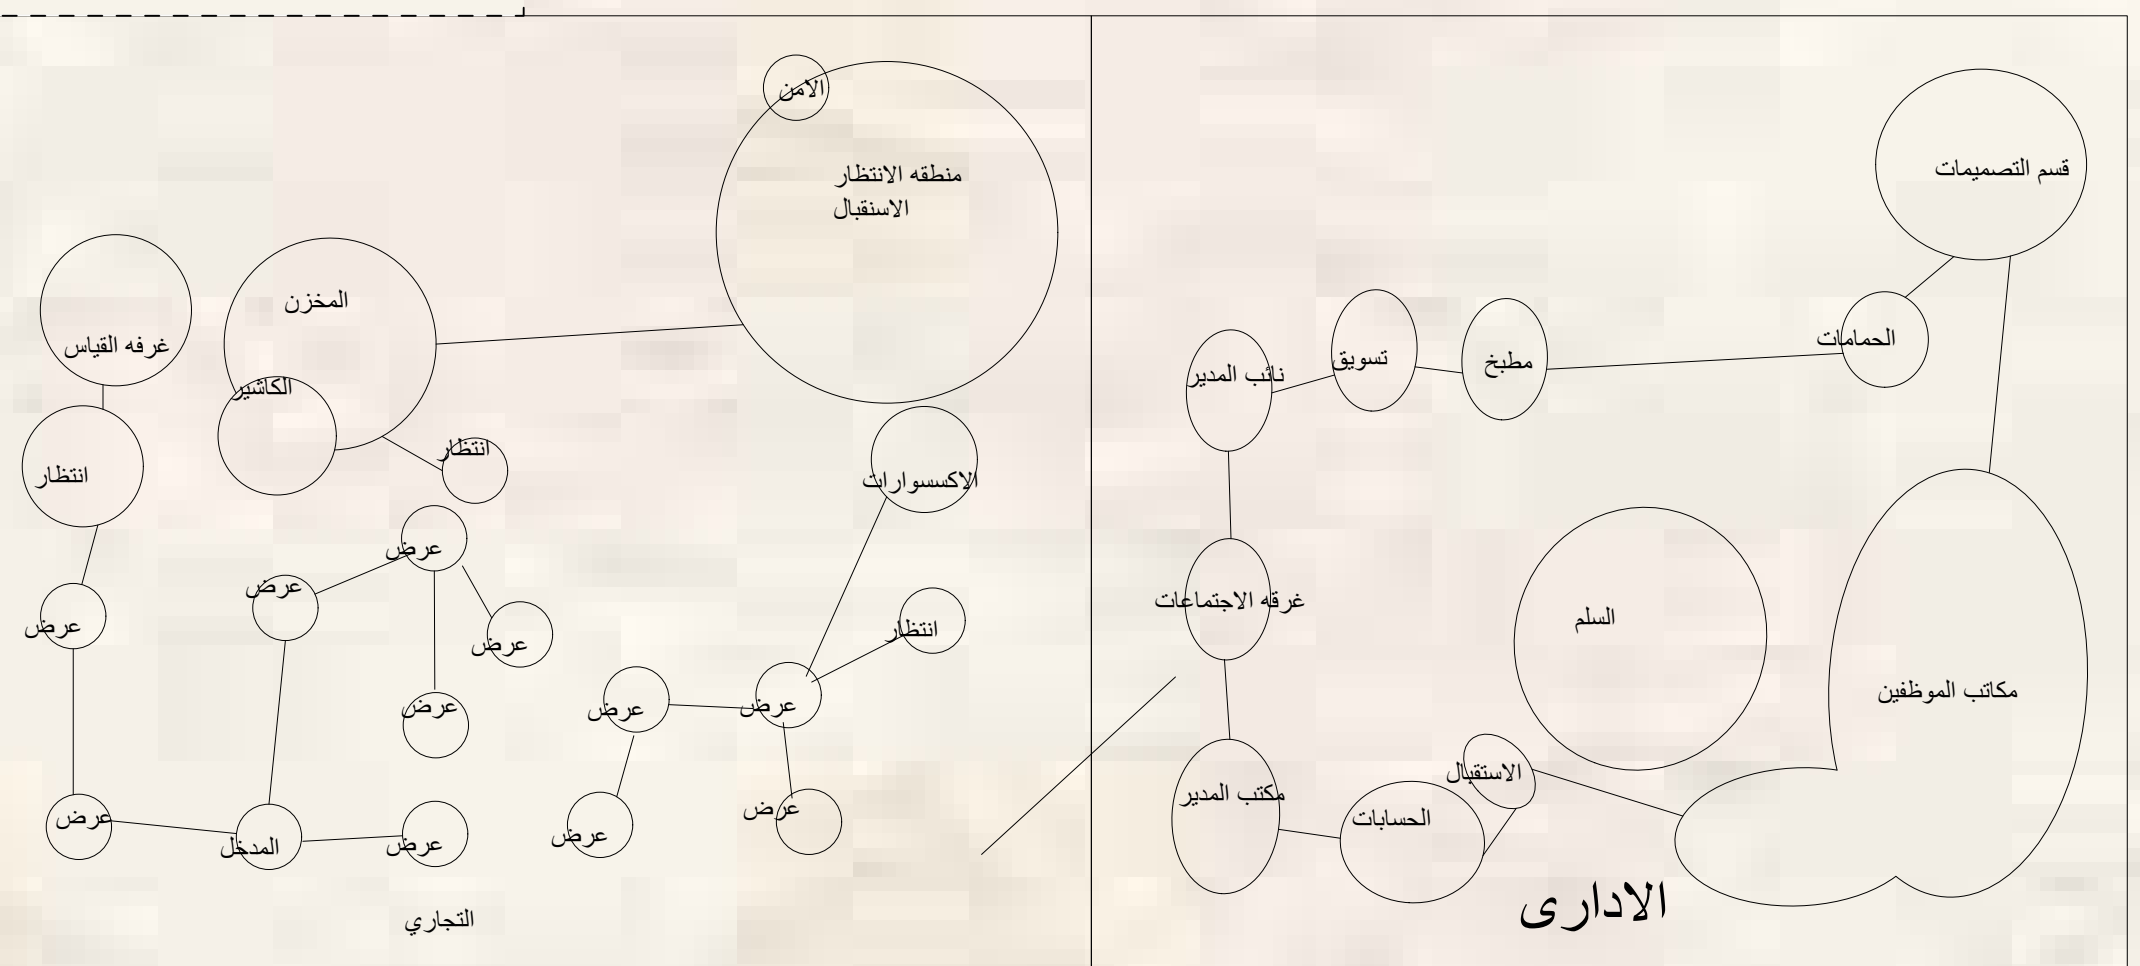 قسم التصميمات
الحمامات
مطبخ
تسويق
نائب المدير
غرقه الاجتماعات
السلم
مكاتب الموظفين
الاستقبال
مكتب المدير
الحسابات
الادارى
الامن
منطقه الانتظار
الاسنقبال
المخزن
غرفه القياس
الكاشير
انتظار
انتظار
الاكسسوارات
عرض
عرض
عرض
عرض
انتظار
عرض
عرض
عرض
عرض
عرض
عرض
المدخل
عرض
التجاري